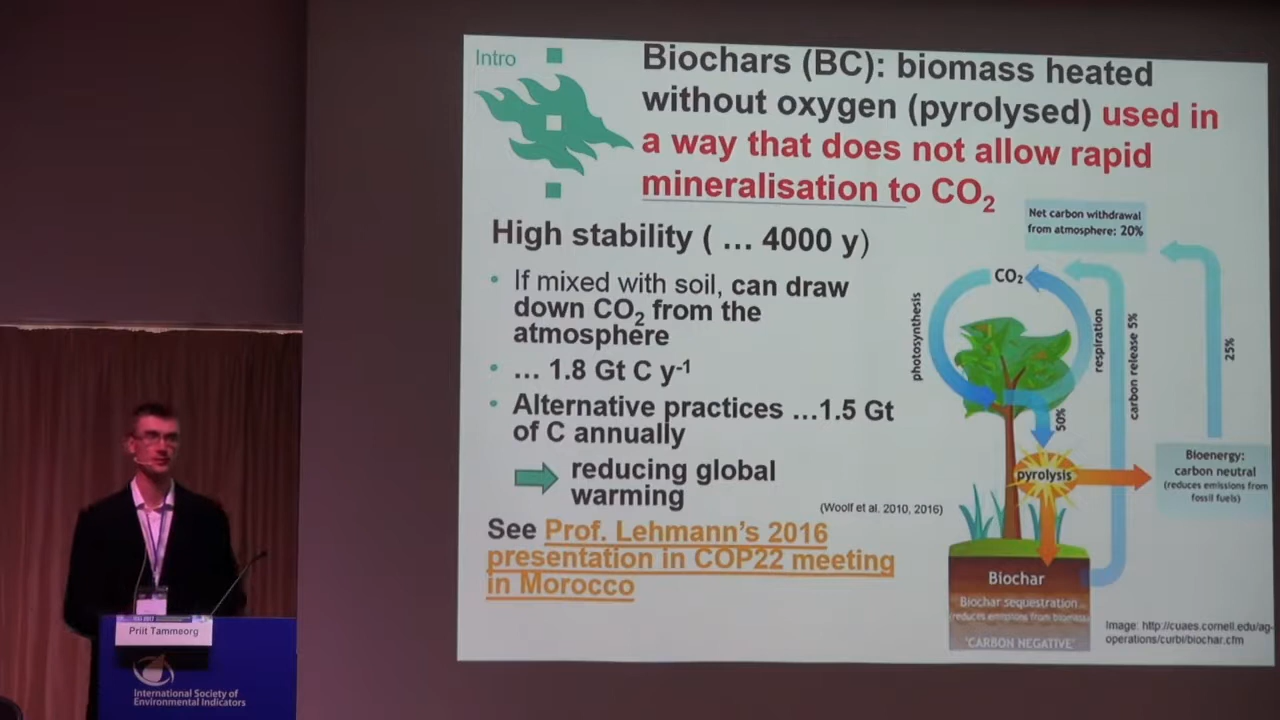 Intro
Biochars (BC): biomass heated
without oxygen (pyrolysed) used in
a way that does not allow rapid
mineralisation to CO2
High stability ( … 4000 y)
• If mixed with soil, can draw
down CO2 from the
atmosphere
• … 1.8 Gt C y-1
• Alternative practices …1.5 Gt
of C annually
reducing global
warming
(Woolf et al. 2010, 2016)
See Prof. Lehmann's 2016
presentation in COP22 meeting
in Morocco
Net carbon withdrawal
from atmosphere: 20%
CO2
photosynthesis
respiration
carbon release 5%
25%
50%
pyrolysis
Bioenergy:
carbon neutral
(reduces emissions from
fossil fuels)
Biochar
Biochar sequestration
(reduces emissions from biomass
"CARBON NEGATIVE"
Image: http://cuaes.cornell.edu/ag-
operations/curbi/biochar.cfm
Priit Tammeorg
International Society of
Environmental Indicators